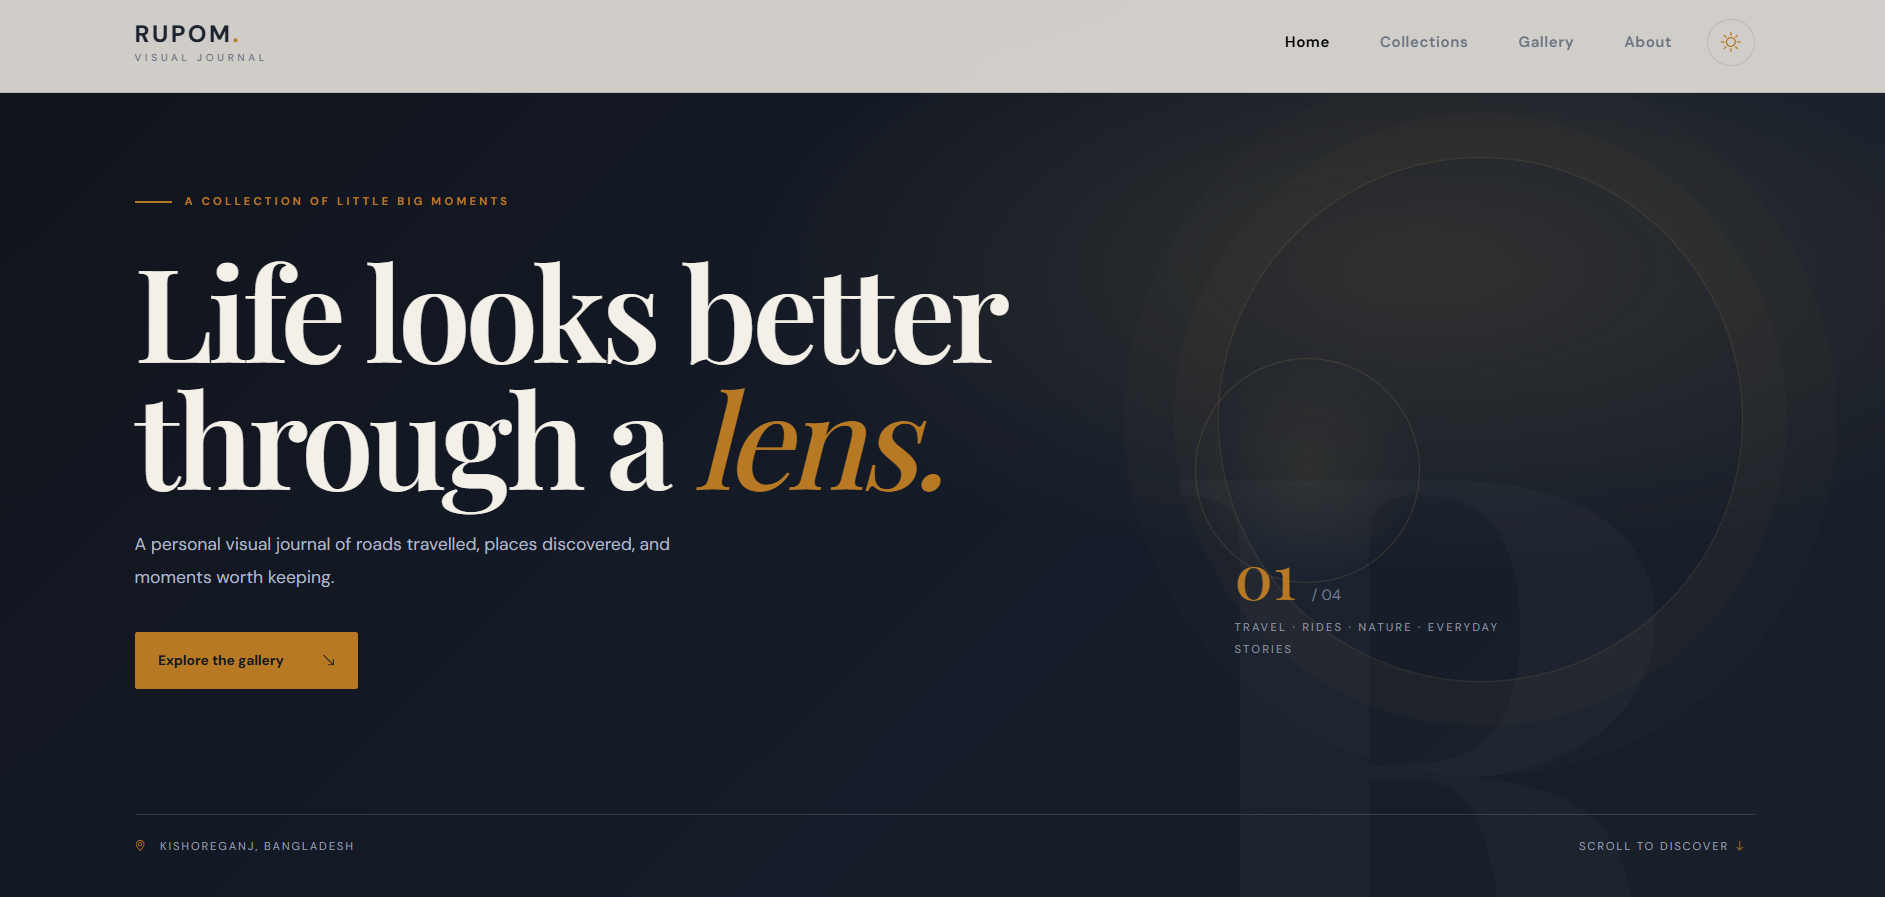 RUPOM.
VISUAL JOURNAL
Home Collections Gallery About
A COLLECTION OF LITTLE BIG MOMENTS
Life looks better
through a lens.
A personal visual journal of roads travelled, places discovered, and
moments worth keeping.
Explore the gallery ↘
01 / 04
TRAVEL · RIDES · NATURE · EVERYDAY
STORIES
R
KISHOREGANJ, BANGLADESH
SCROLL TO DISCOVER ↓